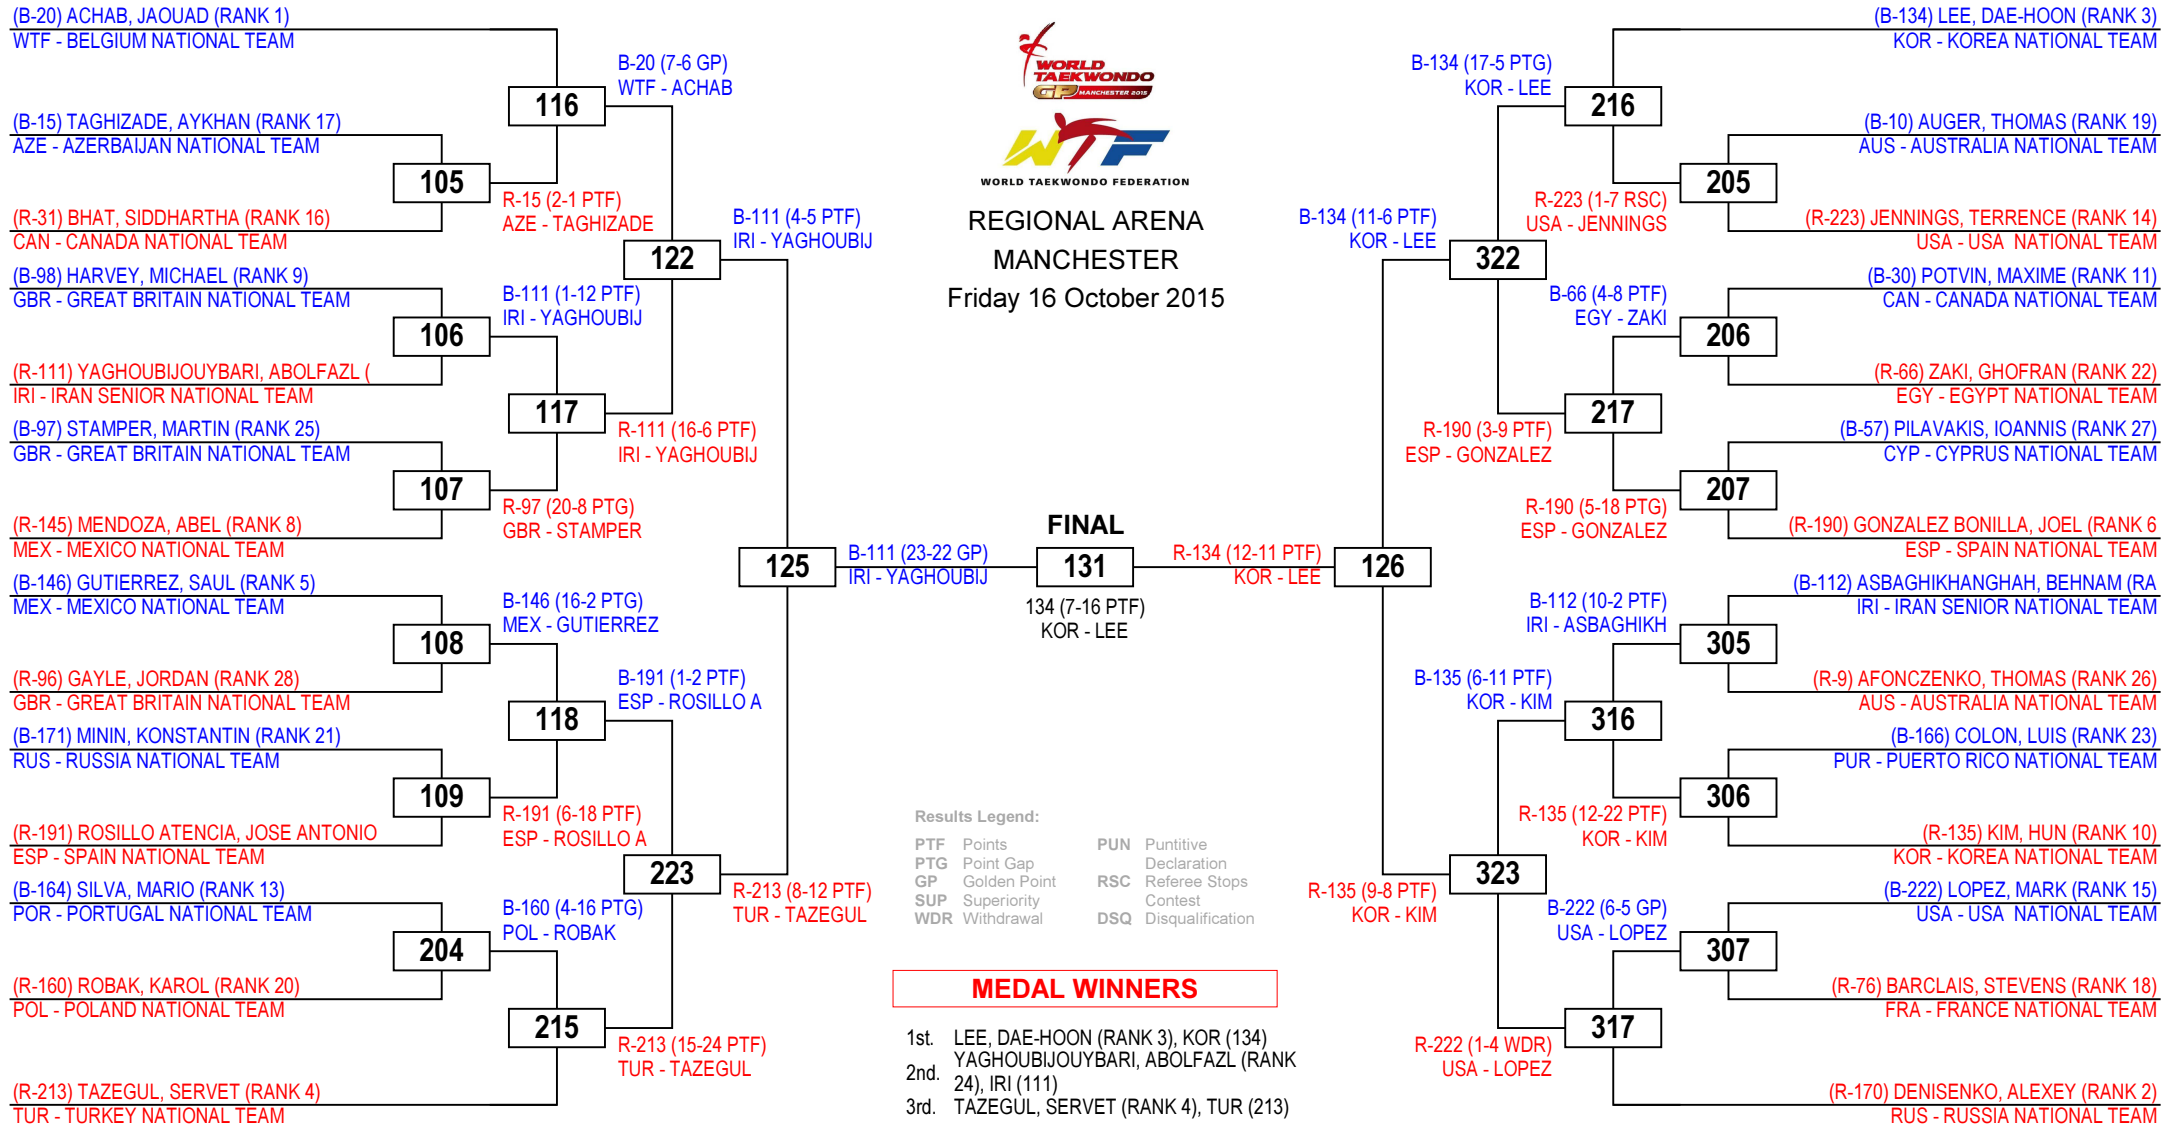 (B-20) ACHAB, JAOUAD (RANK 1)
WTF - BELGIUM NATIONAL TEAM
(B-15) TAGHIZADE, AYKHAN (RANK 17)
AZE - AZERBAIJAN NATIONAL TEAM
(R-31) BHAT, SIDDHARTHA (RANK 16)
CAN - CANADA NATIONAL TEAM
(B-98) HARVEY, MICHAEL (RANK 9)
GBR - GREAT BRITAIN NATIONAL TEAM
(R-111) YAGHOUBIJOUYBARI, ABOLFAZL (
IRI - IRAN SENIOR NATIONAL TEAM
(B-97) STAMPER, MARTIN (RANK 25)
GBR - GREAT BRITAIN NATIONAL TEAM
(R-145) MENDOZA, ABEL (RANK 8)
MEX - MEXICO NATIONAL TEAM
(B-146) GUTIERREZ, SAUL (RANK 5)
MEX - MEXICO NATIONAL TEAM
(R-96) GAYLE, JORDAN (RANK 28)
GBR - GREAT BRITAIN NATIONAL TEAM
(B-171) MININ, KONSTANTIN (RANK 21)
RUS - RUSSIA NATIONAL TEAM
(R-191) ROSILLO ATENCIA, JOSE ANTONIO
ESP - SPAIN NATIONAL TEAM
(B-164) SILVA, MARIO (RANK 13)
POR - PORTUGAL NATIONAL TEAM
(R-160) ROBAK, KAROL (RANK 20)
POL - POLAND NATIONAL TEAM
(R-213) TAZEGUL, SERVET (RANK 4)
TUR - TURKEY NATIONAL TEAM
105
106
107
108
109
204
R-15 (2-1 PTF)
AZE - TAGHIZADE
B-111 (1-12 PTF)
IRI - YAGHOUBIJ
R-97 (20-8 PTG)
GBR - STAMPER
B-146 (16-2 PTG)
MEX - GUTIERREZ
R-191 (6-18 PTF)
ESP - ROSILLO A
B-160 (4-16 PTG)
POL - ROBAK
116
117
118
215
B-20 (7-6 GP)
WTF - ACHAB
R-111 (16-6 PTF)
IRI - YAGHOUBIJ
B-191 (1-2 PTF)
ESP - ROSILLO A
R-213 (15-24 PTF)
TUR - TAZEGUL
122
223
B-111 (4-5 PTF)
IRI - YAGHOUBIJ
R-213 (8-12 PTF)
TUR - TAZEGUL
125
B-111 (23-22 GP)
IRI - YAGHOUBIJ
WORLD
TAEKWONDO
GP MANCHESTER 2015
WTF
WORLD TAEKWONDO FEDERATION
REGIONAL ARENA
MANCHESTER
Friday 16 October 2015
FINAL
131
134 (7-16 PTF)
KOR - LEE
Results Legend:
PTF Points
PTG Point Gap
GP Golden Point
SUP Superiority
WDR Withdrawal
PUN Puntitive
Declaration
RSC Referee Stops
Contest
DSQ Disqualification
MEDAL WINNERS
1st. LEE, DAE-HOON (RANK 3), KOR (134)
2nd. YAGHOUBIJOUYBARI, ABOLFAZL (RANK
24), IRI (111)
3rd. TAZEGUL, SERVET (RANK 4), TUR (213)
R-134 (12-11 PTF)
KOR - LEE
126
B-134 (11-6 PTF)
KOR - LEE
R-135 (9-8 PTF)
KOR - KIM
322
323
B-134 (17-5 PTG)
KOR - LEE
R-190 (3-9 PTF)
ESP - GONZALEZ
B-135 (6-11 PTF)
KOR - KIM
R-222 (1-4 WDR)
USA - LOPEZ
216
217
316
317
R-223 (1-7 RSC)
USA - JENNINGS
B-66 (4-8 PTF)
EGY - ZAKI
R-190 (5-18 PTG)
ESP - GONZALEZ
B-112 (10-2 PTF)
IRI - ASBAGHIKH
R-135 (12-22 PTF)
KOR - KIM
B-222 (6-5 GP)
USA - LOPEZ
205
206
207
305
306
307
(B-134) LEE, DAE-HOON (RANK 3)
KOR - KOREA NATIONAL TEAM
(B-10) AUGER, THOMAS (RANK 19)
AUS - AUSTRALIA NATIONAL TEAM
(R-223) JENNINGS, TERRENCE (RANK 14)
USA - USA NATIONAL TEAM
(B-30) POTVIN, MAXIME (RANK 11)
CAN - CANADA NATIONAL TEAM
(R-66) ZAKI, GHOFRAN (RANK 22)
EGY - EGYPT NATIONAL TEAM
(B-57) PILAVAKIS, IOANNIS (RANK 27)
CYP - CYPRUS NATIONAL TEAM
(R-190) GONZALEZ BONILLA, JOEL (RANK 6
ESP - SPAIN NATIONAL TEAM
(B-112) ASBAGHIKHANGHAH, BEHNAM (RA
IRI - IRAN SENIOR NATIONAL TEAM
(R-9) AFONCZENKO, THOMAS (RANK 26)
AUS - AUSTRALIA NATIONAL TEAM
(B-166) COLON, LUIS (RANK 23)
PUR - PUERTO RICO NATIONAL TEAM
(R-135) KIM, HUN (RANK 10)
KOR - KOREA NATIONAL TEAM
(B-222) LOPEZ, MARK (RANK 15)
USA - USA NATIONAL TEAM
(R-76) BARCLAIS, STEVENS (RANK 18)
FRA - FRANCE NATIONAL TEAM
(R-170) DENISENKO, ALEXEY (RANK 2)
RUS - RUSSIA NATIONAL TEAM